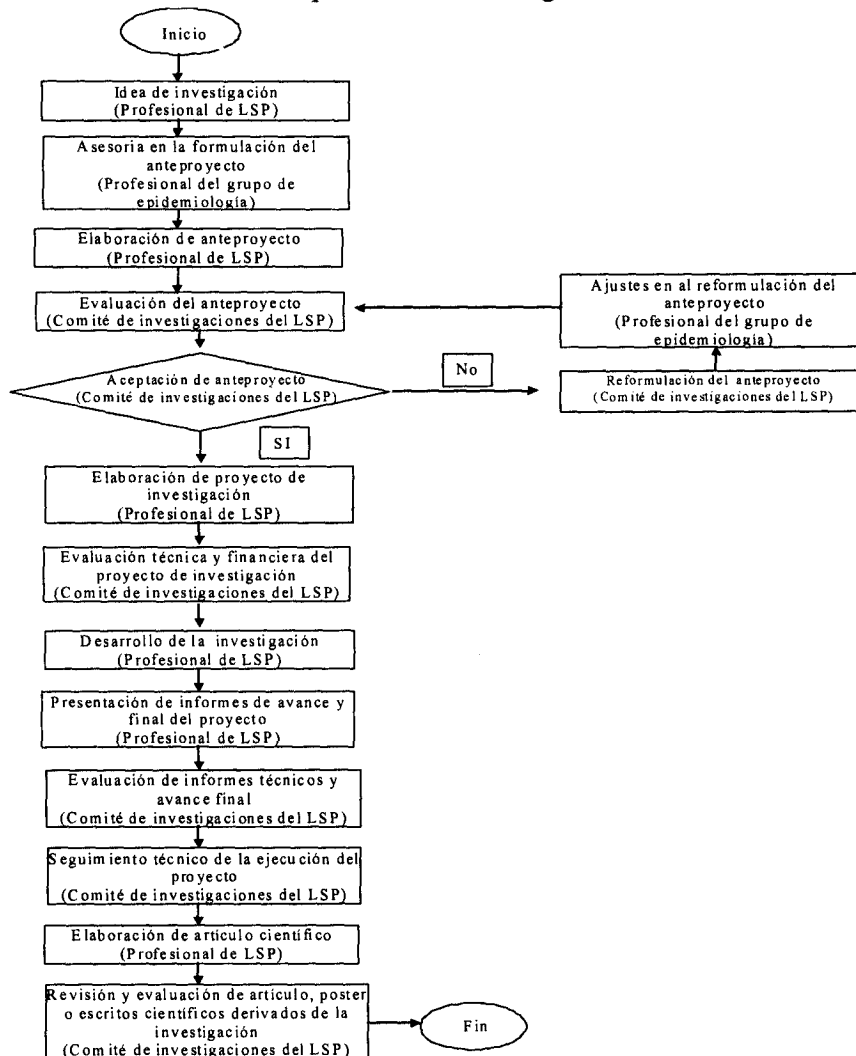 Inicio
Idea de investigación
(Profesional de LSP)
Asesoria en la formulación del
anteproyecto
(Profesional del grupo de
epidemiología)
Elaboración de anteproyecto
(Profesional de LSP)
Evaluación del anteproyecto
(Comité de investigaciones del LSP)
Aceptación de anteproyecto
(Comité de investigaciones del LSP)
No
Reformulación del anteproyecto
(Comité de investigaciones del LSP)
Ajustes en al reformulación del
anteproyecto
(Profesional del grupo de
epidemiología)
SI
Elaboración de proyecto de
investigación
(Profesional de LSP)
Evaluación técnica y financiera del
proyecto de investigación
(Comité de investigaciones del LSP)
Desarrollo de la investigación
(Profesional de LSP)
Presentación de informes de avance y
final del proyecto
(Profesional de LSP)
Evaluación de informes técnicos y
avance final
(Comité de investigaciones del LSP)
Seguimiento técnico de la ejecución del
proyecto
(Comité de investigaciones del LSP)
Elaboración de artículo científico
(Profesional de LSP)
Revisión y evaluación de artículo, poster
o escritos científicos derivados de la
investigación
(Comité de investigaciones del LSP)
Fin